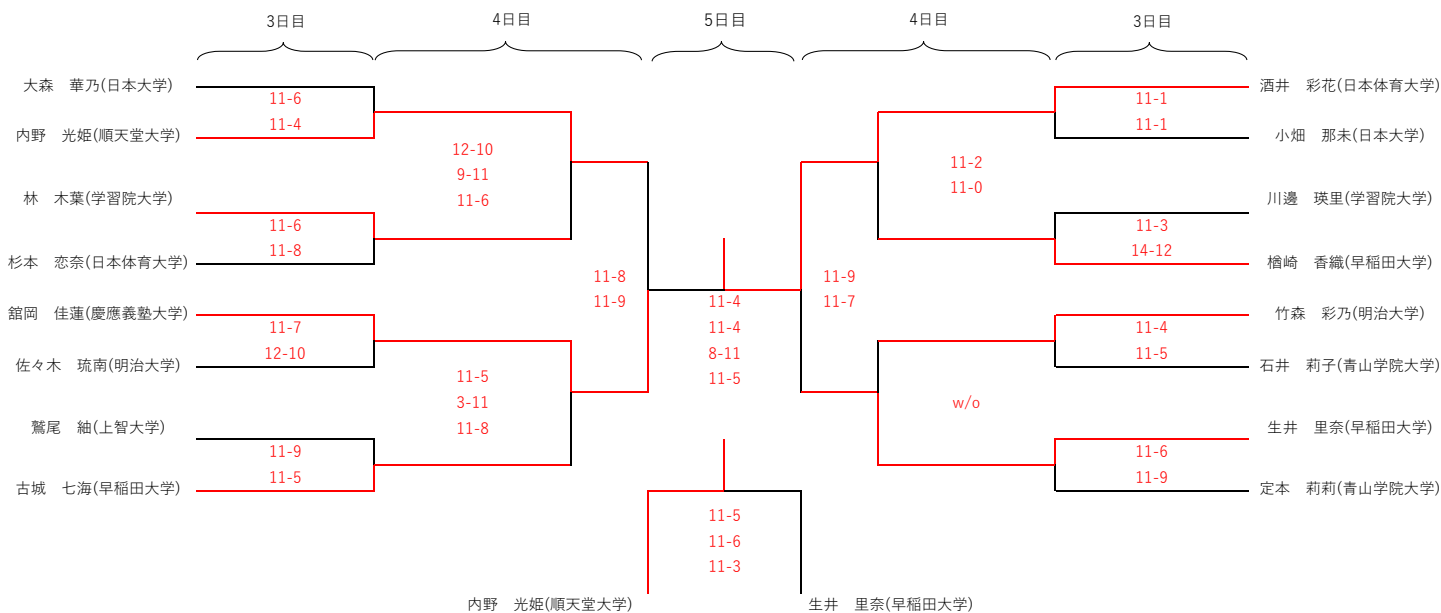 3日目
4日目
5日目
4日目
3日目
大森　華乃(日本大学)
11-6
11-4
内野　光姫(順天堂大学)
12-10
9-11
11-6
林　木葉(学習院大学)
11-6
11-8
杉本　恋奈(日本体育大学)
11-8
11-9
舘岡　佳蓮(慶應義塾大学)
11-7
12-10
佐々木　琉南(明治大学)
11-5
3-11
11-8
鷲尾　紬(上智大学)
11-9
11-5
古城　七海(早稲田大学)
11-4
11-4
8-11
11-5
酒井　彩花(日本体育大学)
11-1
11-1
小畑　那未(日本大学)
11-2
11-0
川邊　瑛里(学習院大学)
11-3
14-12
楢崎　香織(早稲田大学)
11-9
11-7
竹森　彩乃(明治大学)
11-4
11-5
石井　莉子(青山学院大学)
w/o
生井　里奈(早稲田大学)
11-6
11-9
定本　莉莉(青山学院大学)
11-5
11-6
11-3
内野　光姫(順天堂大学)
生井　里奈(早稲田大学)